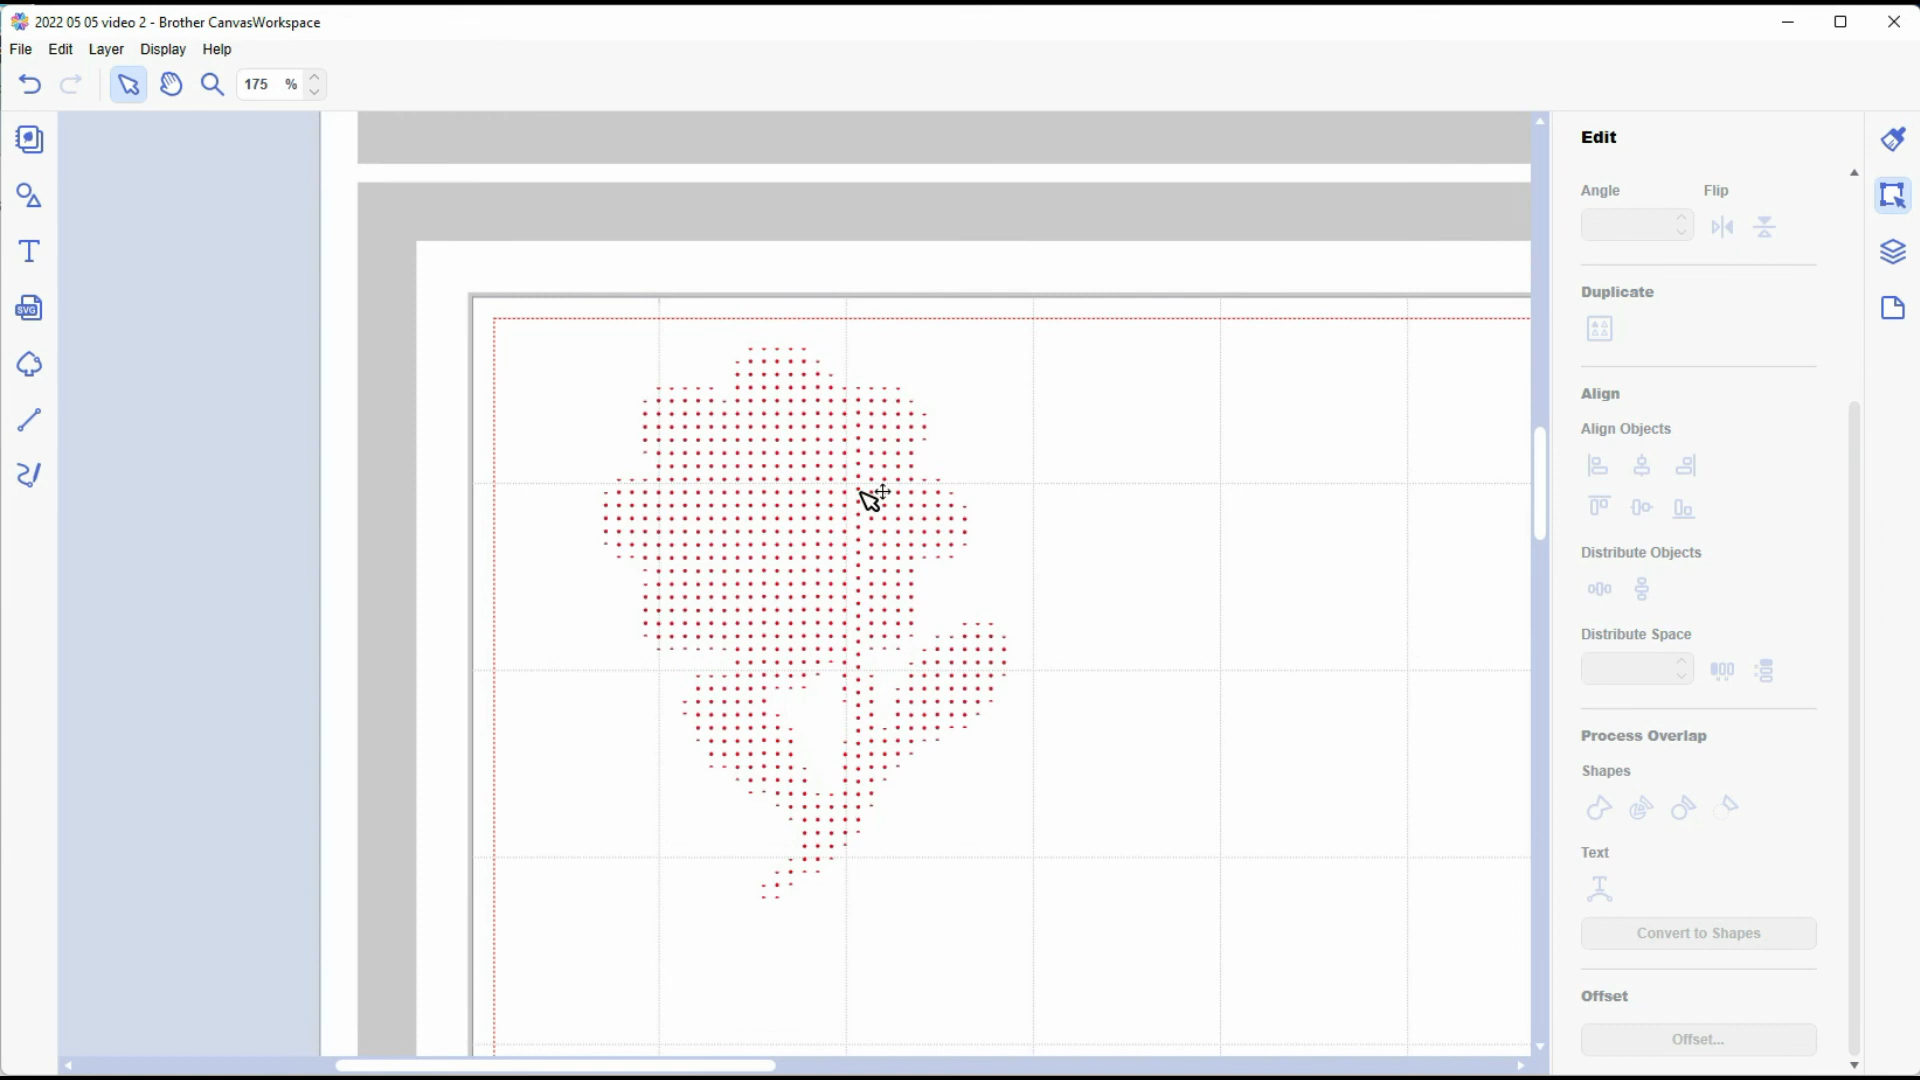 2022 05 05 video 2 - Brother CanvasWorkspace
File Edit Layer Display Help
175 %
SVG
Edit
Angle Flip
Duplicate
Align
Align Objects
Distribute Objects
Distribute Space
Process Overlap
Shapes
Text
Convert to Shapes
Offset
Offset...